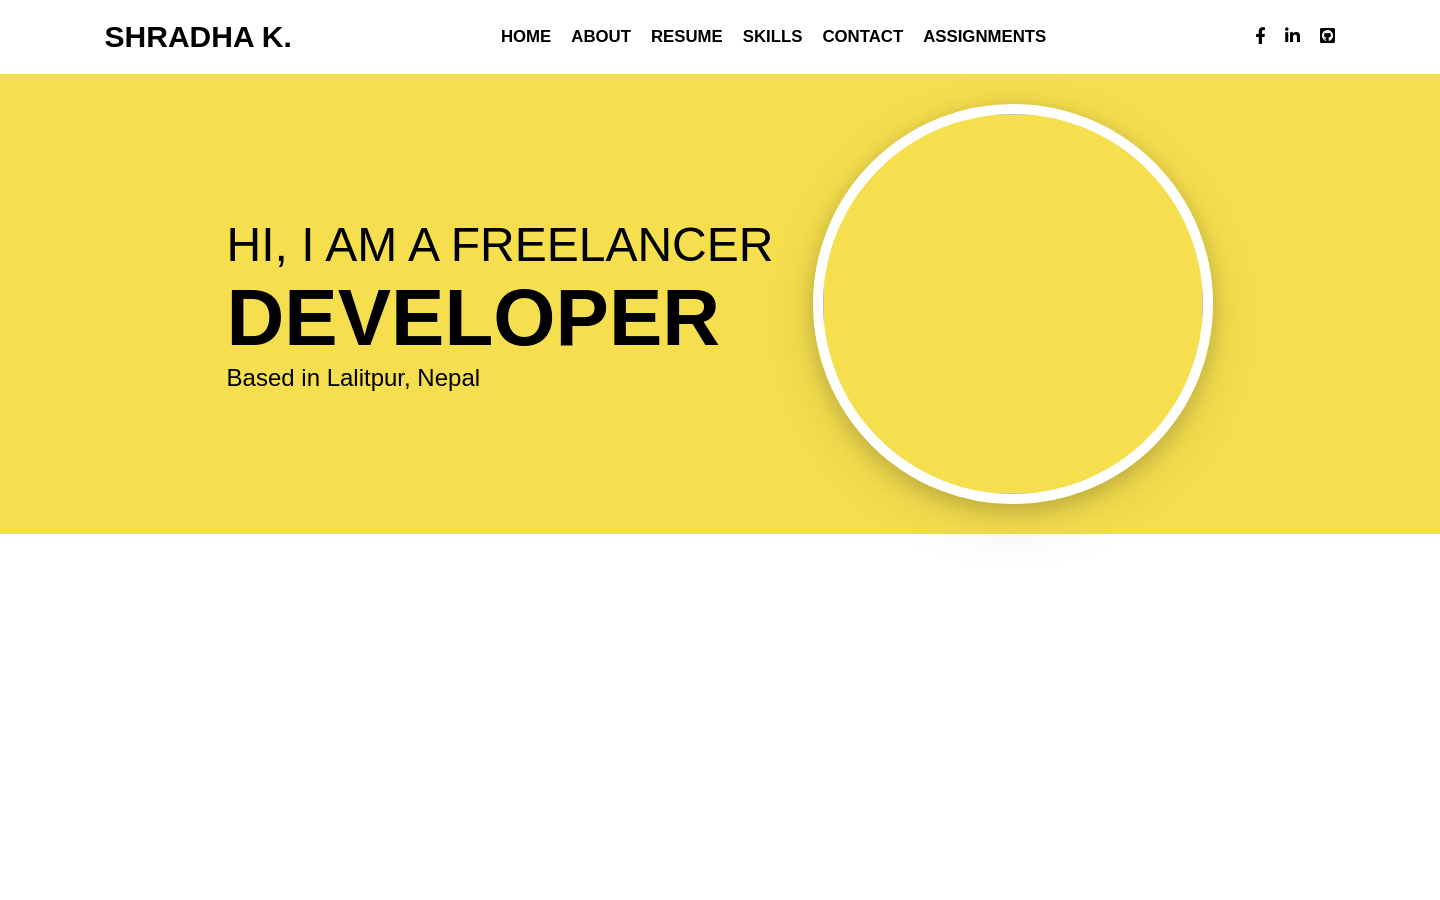 SHRADHA K.
HOME ABOUT RESUME SKILLS CONTACT ASSIGNMENTS
HI, I AM A FREELANCER
DEVELOPER
Based in Lalitpur, Nepal